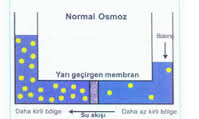 Normal Osmoz
Basınç
Yarı geçirgen membran
Daha kirli bölge
Su akışı
Daha az kirli bölge